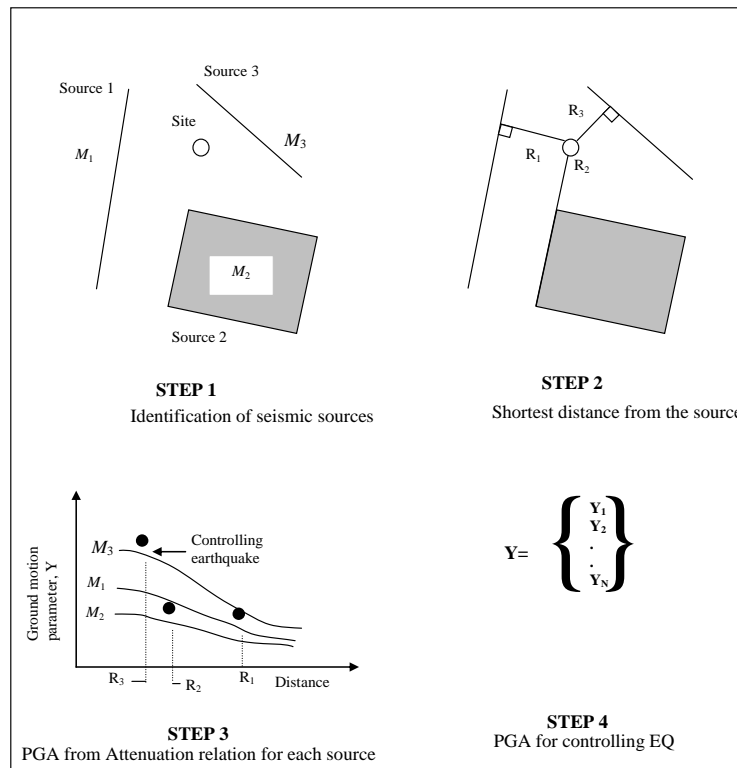 Source 3
Source 1
Site
M₁
M₃
M₂
Source 2
STEP 1
Identification of seismic sources
R₃
R₁
R₂
STEP 2
Shortest distance from the source
Ground motion
parameter, Y
M₃
M₁
M₂
Controlling
earthquake
R₃
R₂
R₁
Distance
STEP 3
PGA from Attenuation relation for each source
Y=
{
Y₁
Y₂
.
.
Y_N
}
STEP 4
PGA for controlling EQ